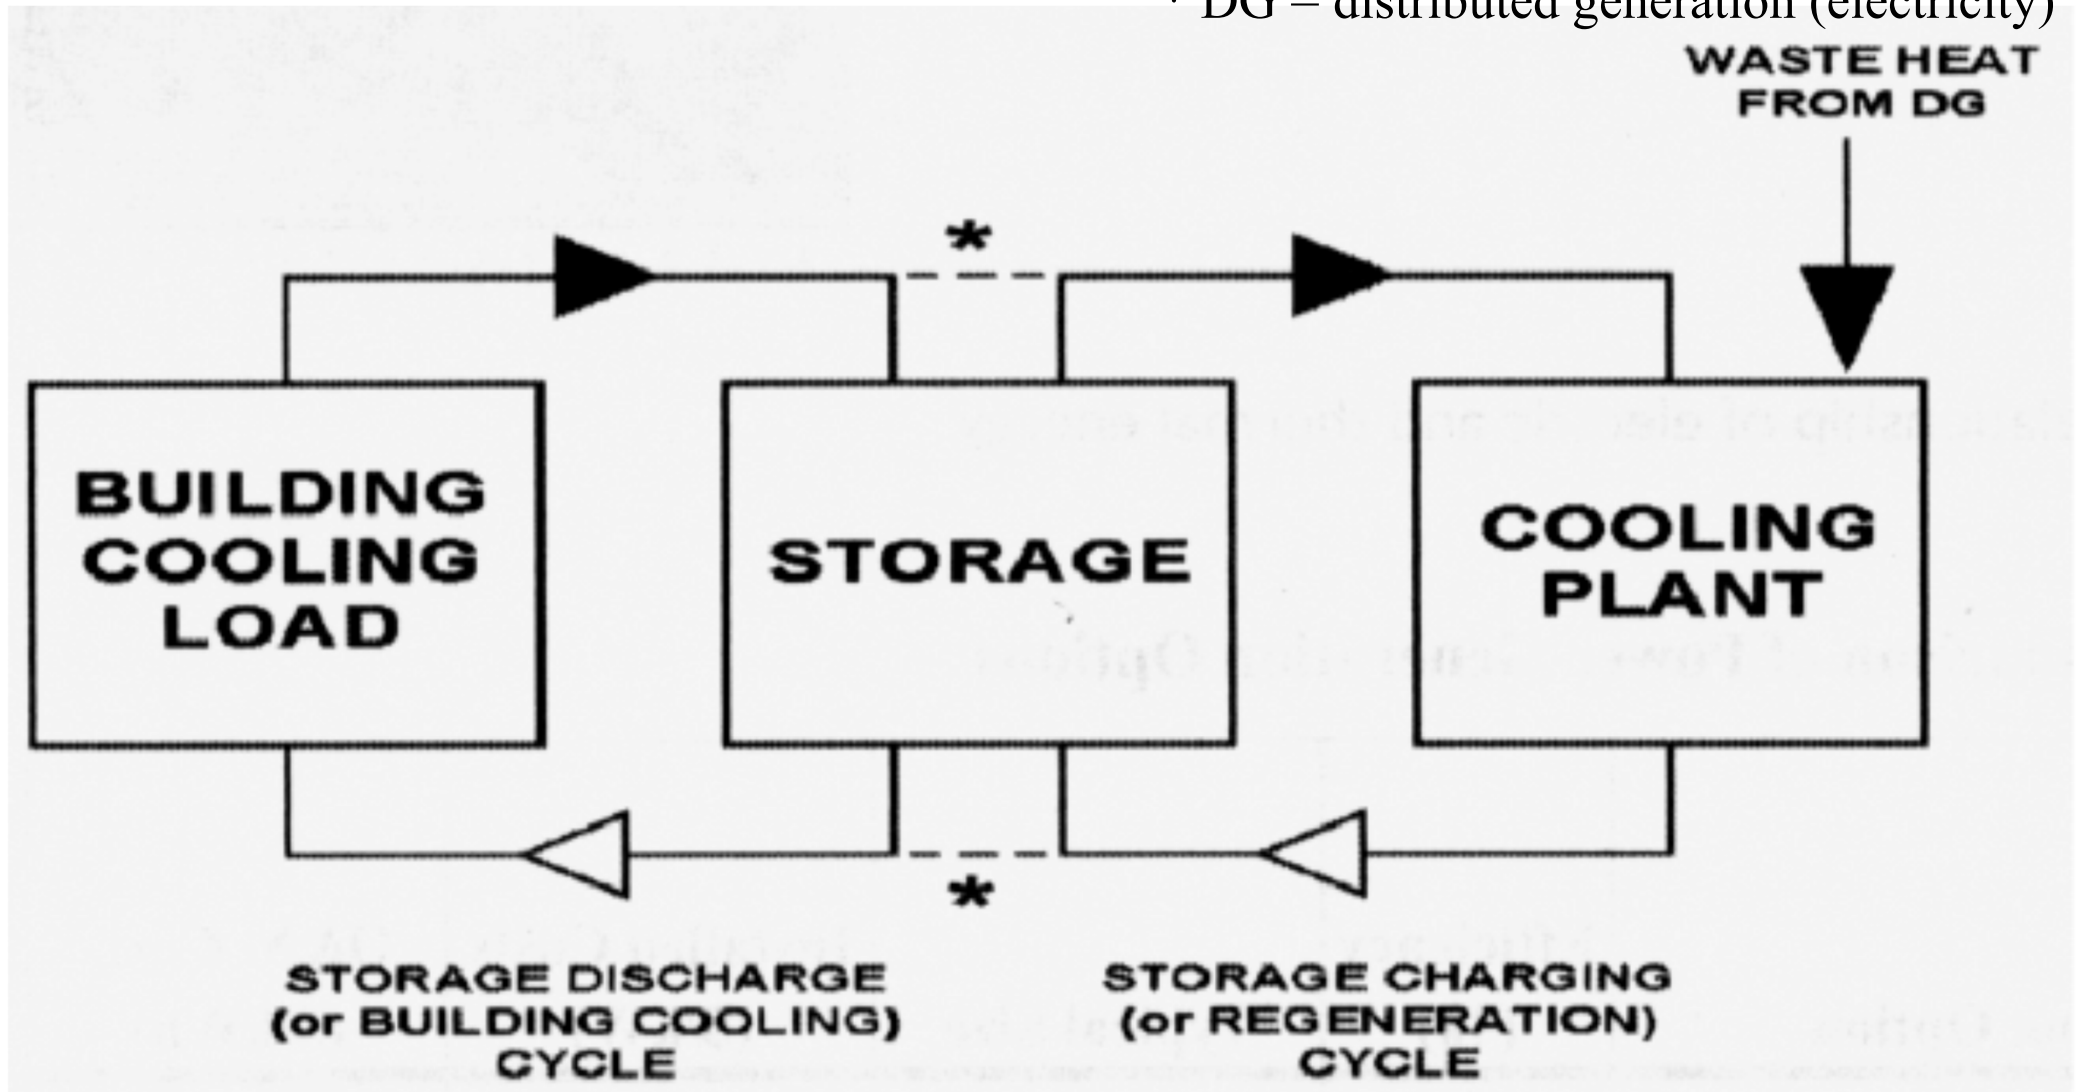 * DG = distributed generation (electricity)
WASTE HEAT
FROM DG
*
BUILDING
COOLING
LOAD
STORAGE
COOLING
PLANT
*
STORAGE DISCHARGE
(or BUILDING COOLING)
CYCLE
STORAGE CHARGING
(or REGENERATION)
CYCLE